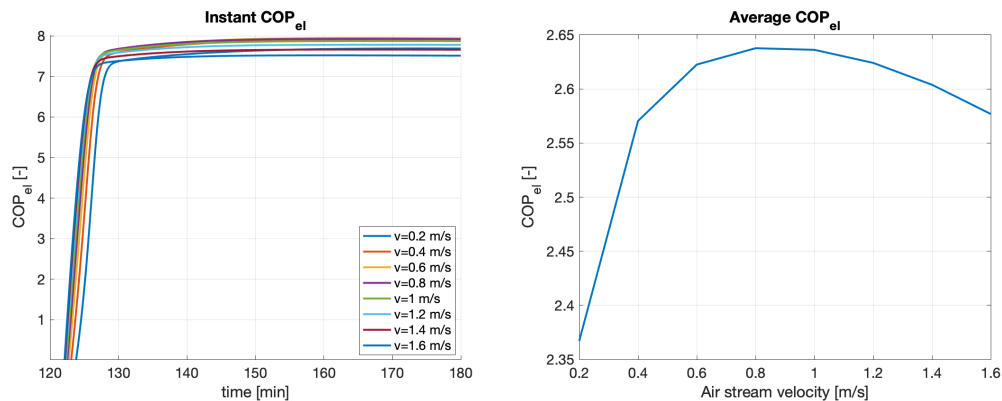 Instant COPel
COPel [-]
8
7
6
5
4
3
2
1
120 130 140 150 160 170 180
time [min]
v=0.2 m/s
v=0.4 m/s
v=0.6 m/s
v=0.8 m/s
v=1 m/s
v=1.2 m/s
v=1.4 m/s
v=1.6 m/s
Average COPel
COPel [-]
2.65
2.6
2.55
2.5
2.45
2.4
2.35
0.2 0.4 0.6 0.8 1 1.2 1.4 1.6
Air stream velocity [m/s]